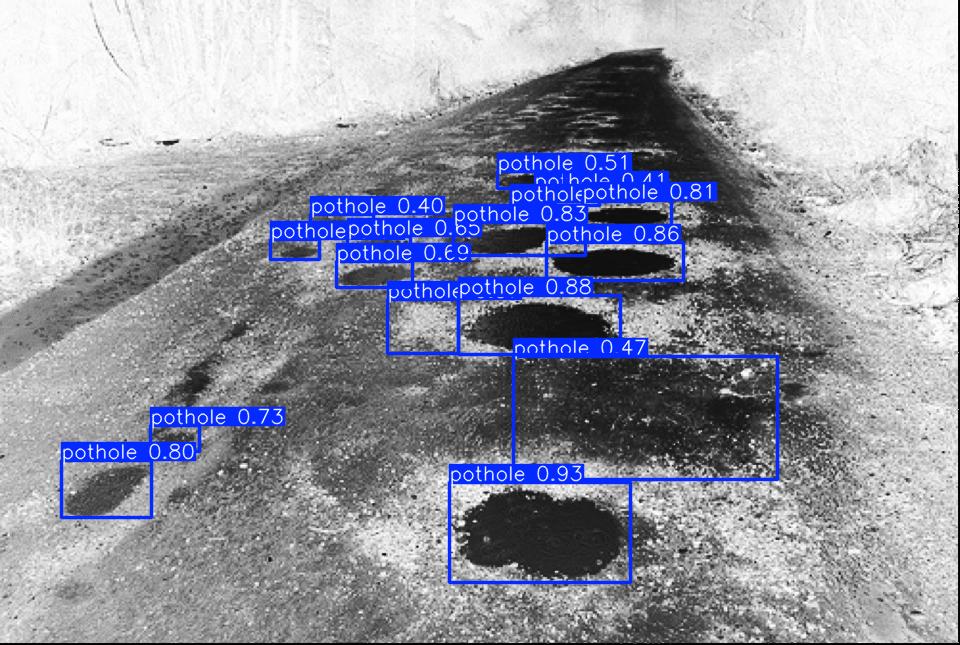 pothole 0.51
pothole 0.41
pothole
pothole 0.81
pothole 0.40
pothole 0.83
pothole
pothole 0.65
pothole 0.86
pothole 0.69
pothole
pothole 0.88
pothole 0.47
pothole 0.73
pothole 0.80
pothole 0.93